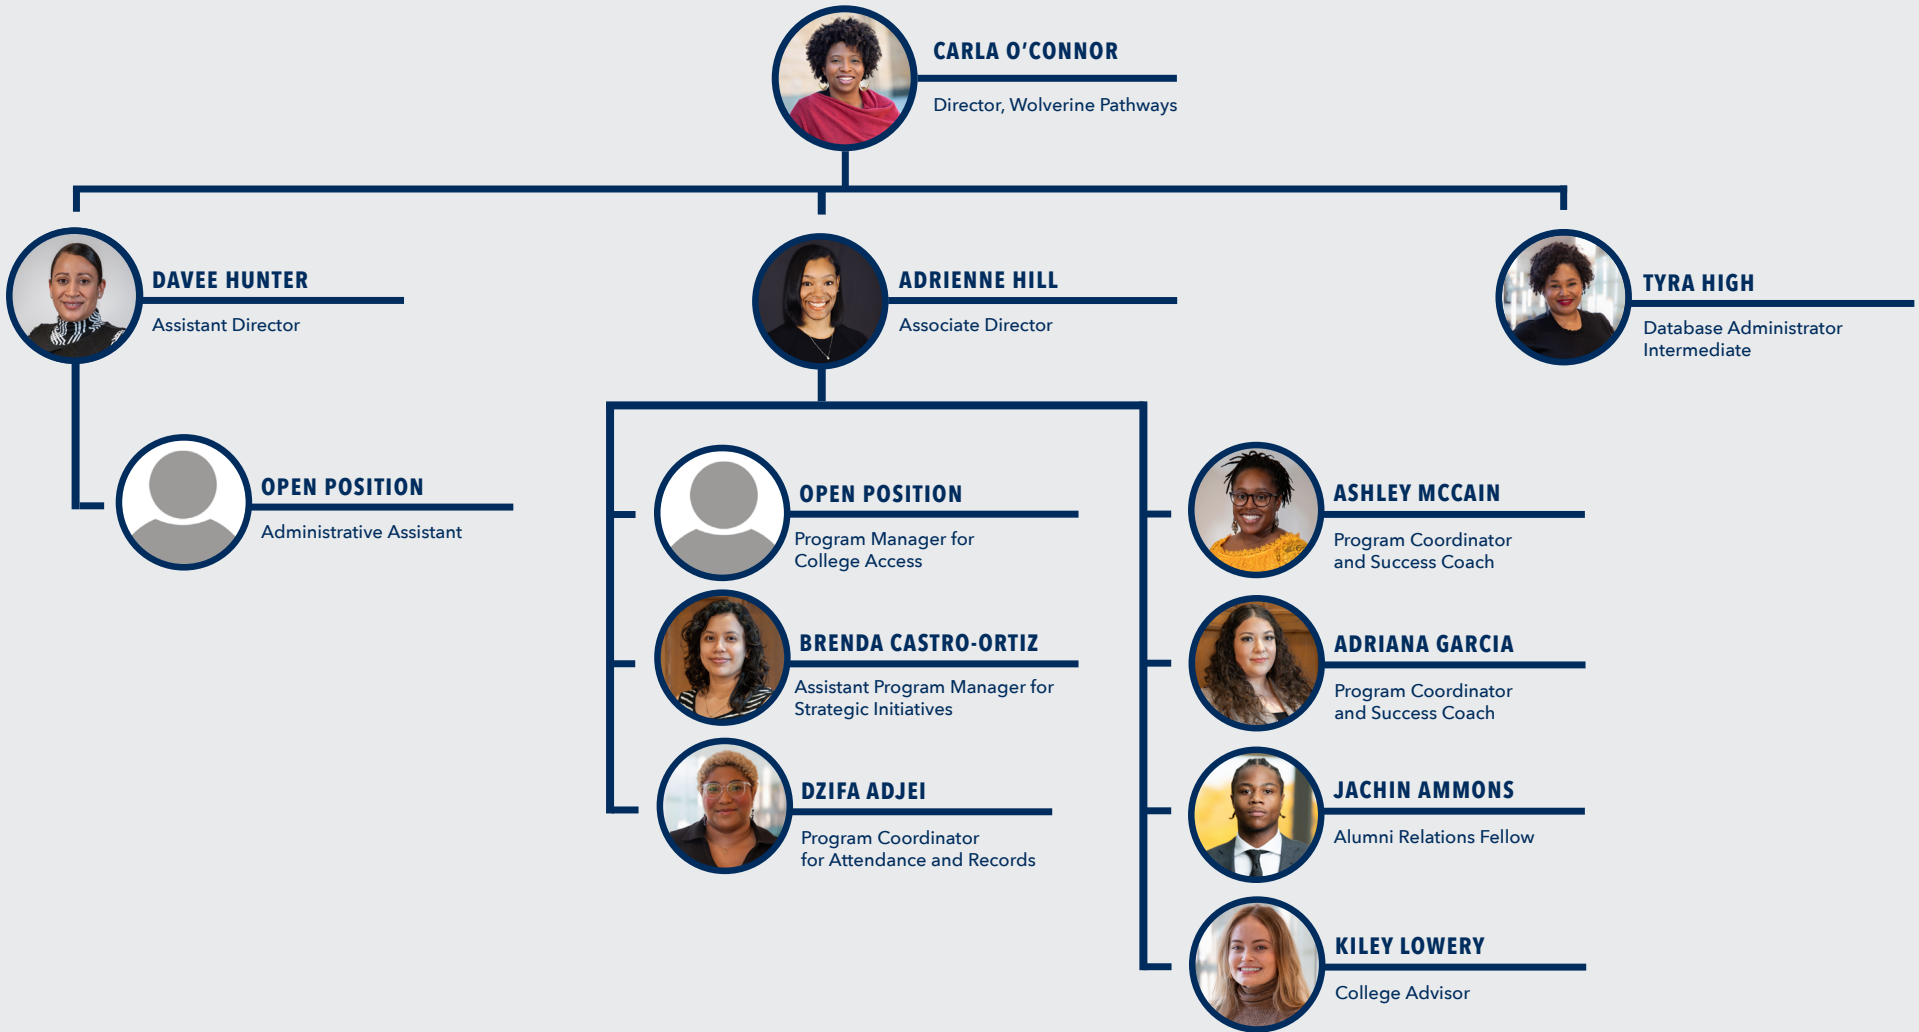 CARLA O'CONNOR
Director, Wolverine Pathways
DAVEE HUNTER
Assistant Director
ADRIENNE HILL
Associate Director
TYRA HIGH
Database Administrator
Intermediate
OPEN POSITION
Administrative Assistant
OPEN POSITION
Program Manager for
College Access
BRENDA CASTRO-ORTIZ
Assistant Program Manager for
Strategic Initiatives
DZIFA ADJEI
Program Coordinator
for Attendance and Records
ASHLEY MCCAIN
Program Coordinator
and Success Coach
ADRIANA GARCIA
Program Coordinator
and Success Coach
JACHIN AMMONS
Alumni Relations Fellow
KILEY LOWERY
College Advisor